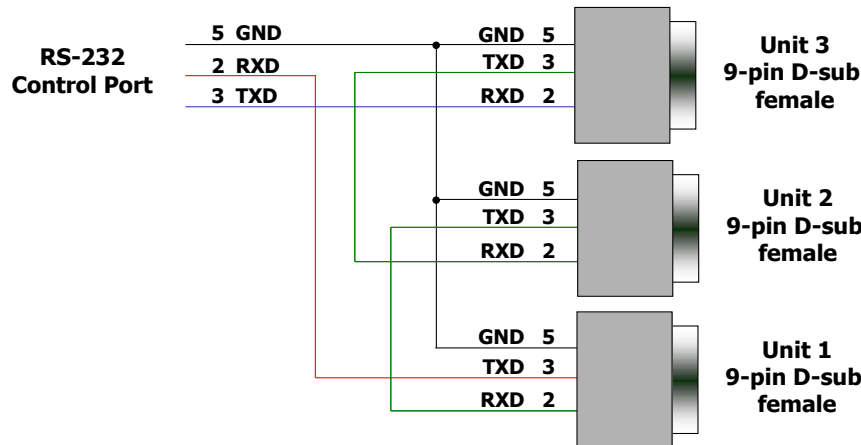 RS-232
Control Port
5 GND
2 RXD
3 TXD
GND 5
TXD 3
RXD 2
Unit 3
9-pin D-sub
female
GND 5
TXD 3
RXD 2
Unit 2
9-pin D-sub
female
GND 5
TXD 3
RXD 2
Unit 1
9-pin D-sub
female